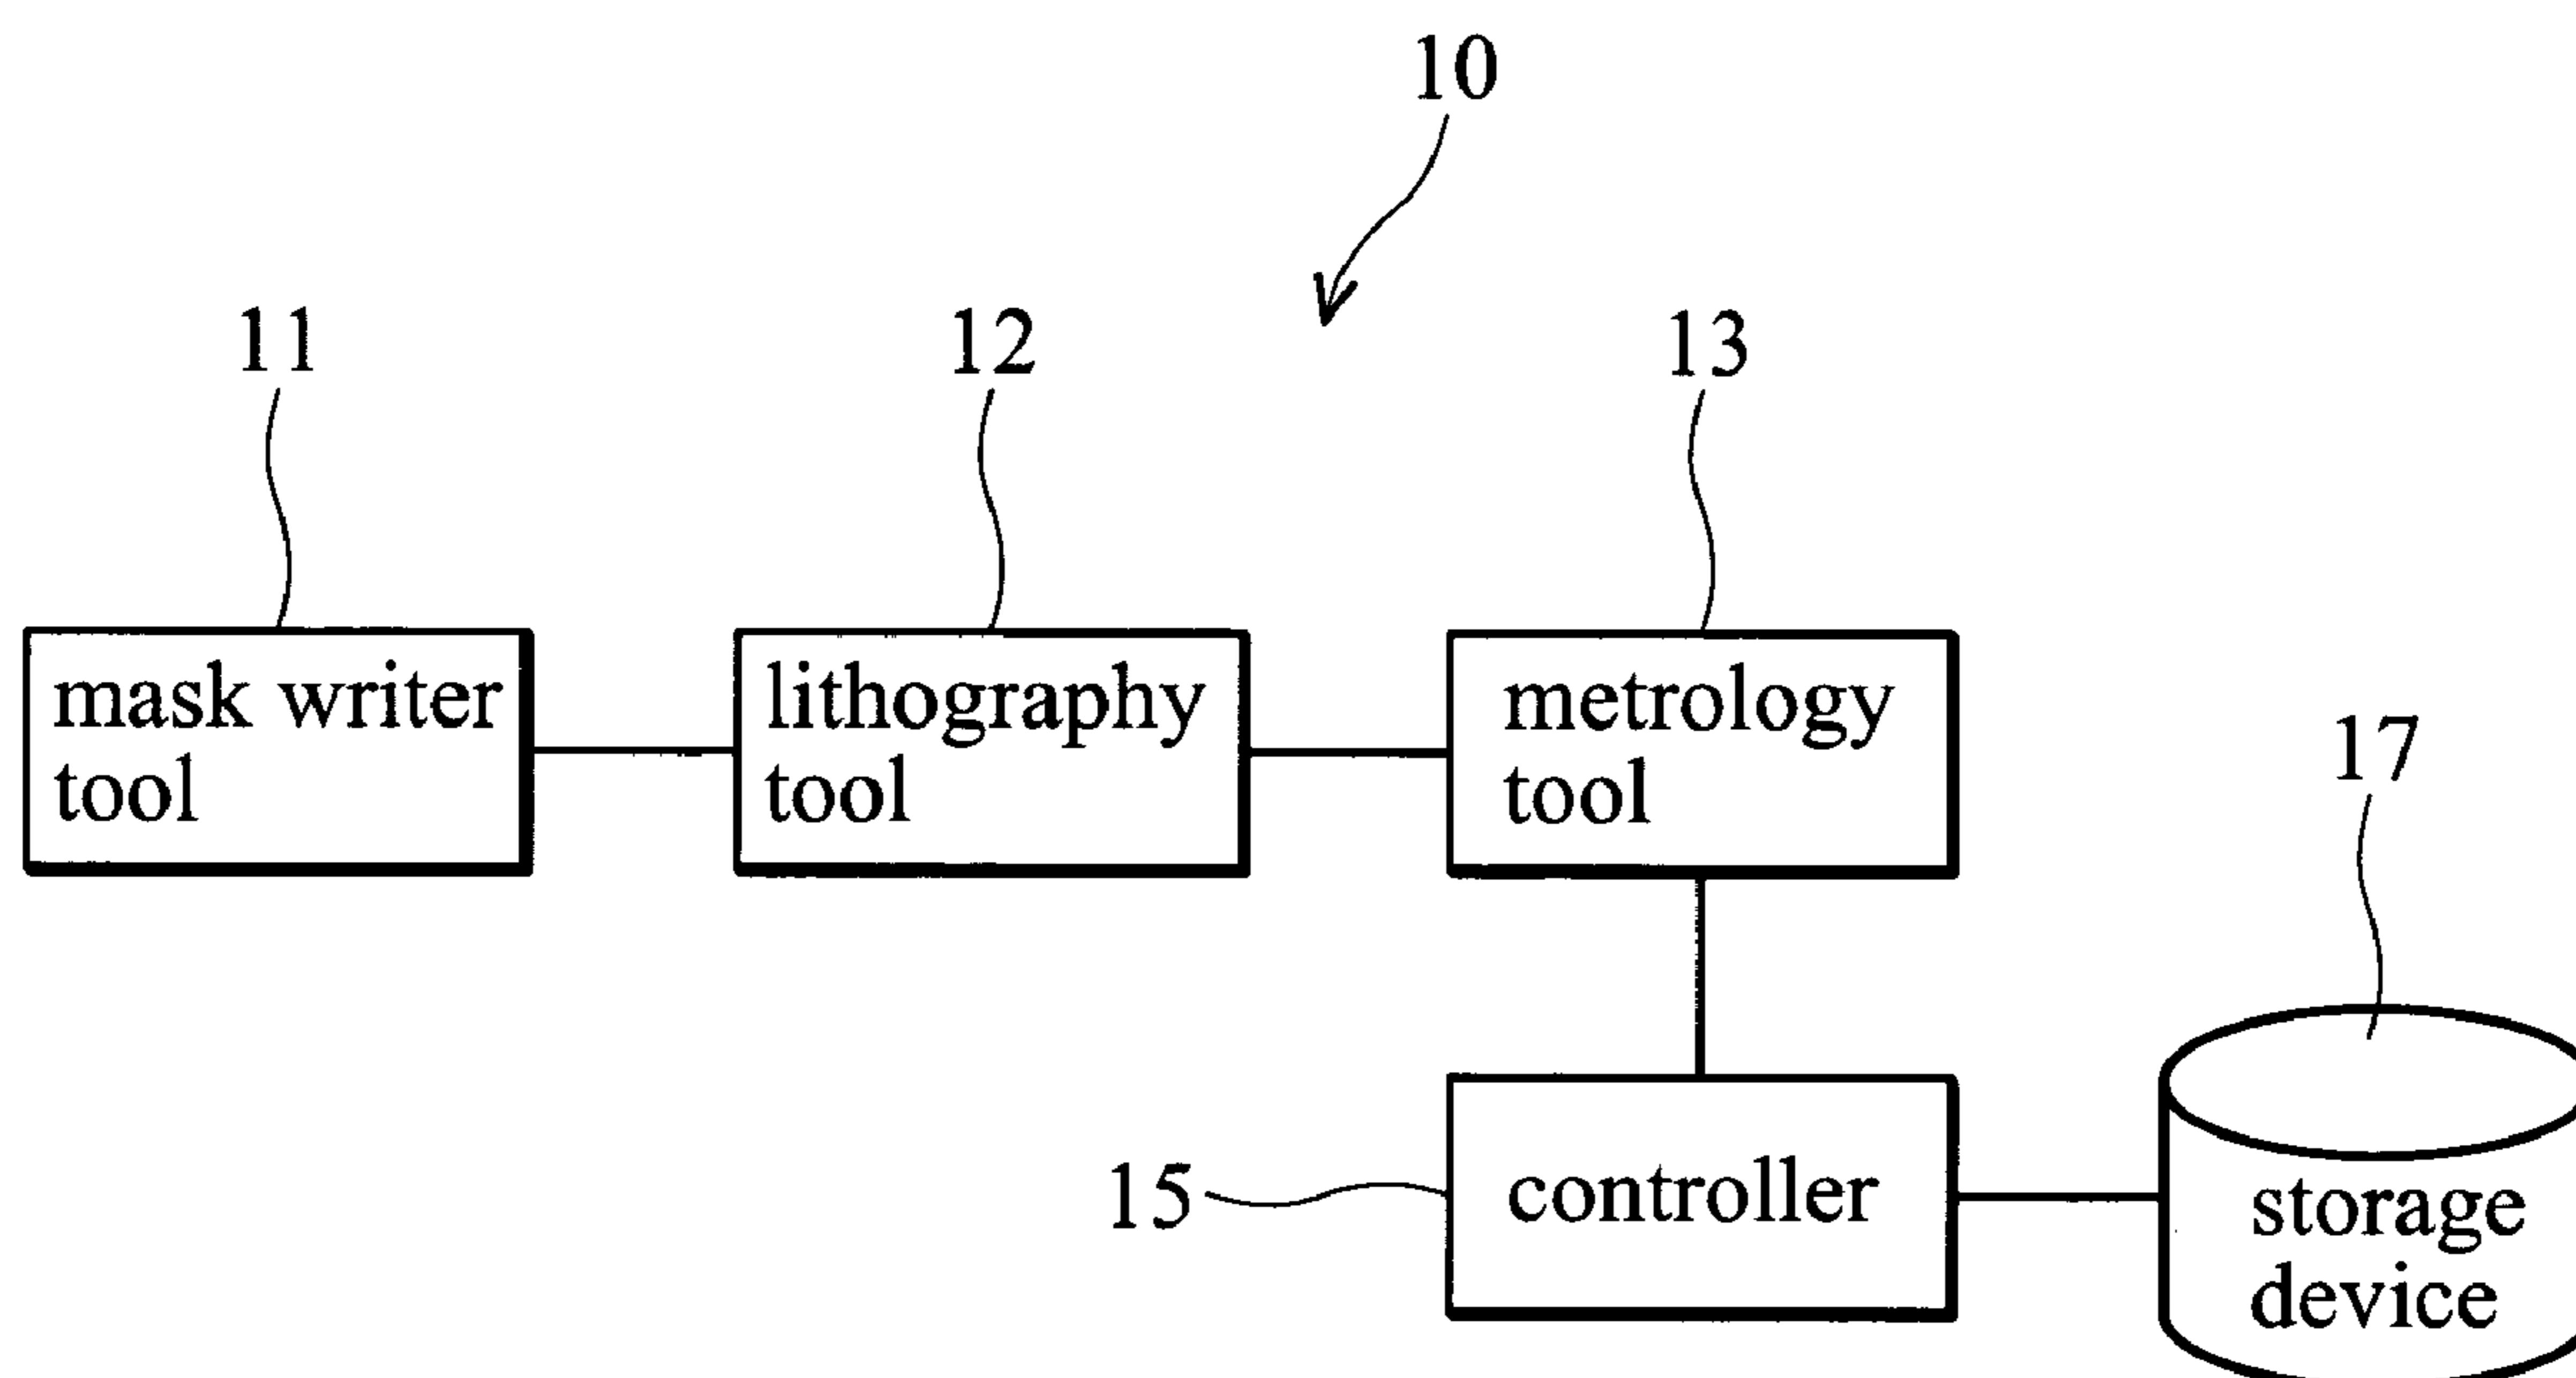 10
11
12
13
mask writer
tool
lithography
tool
metrology
tool
17
15
controller
storage
device